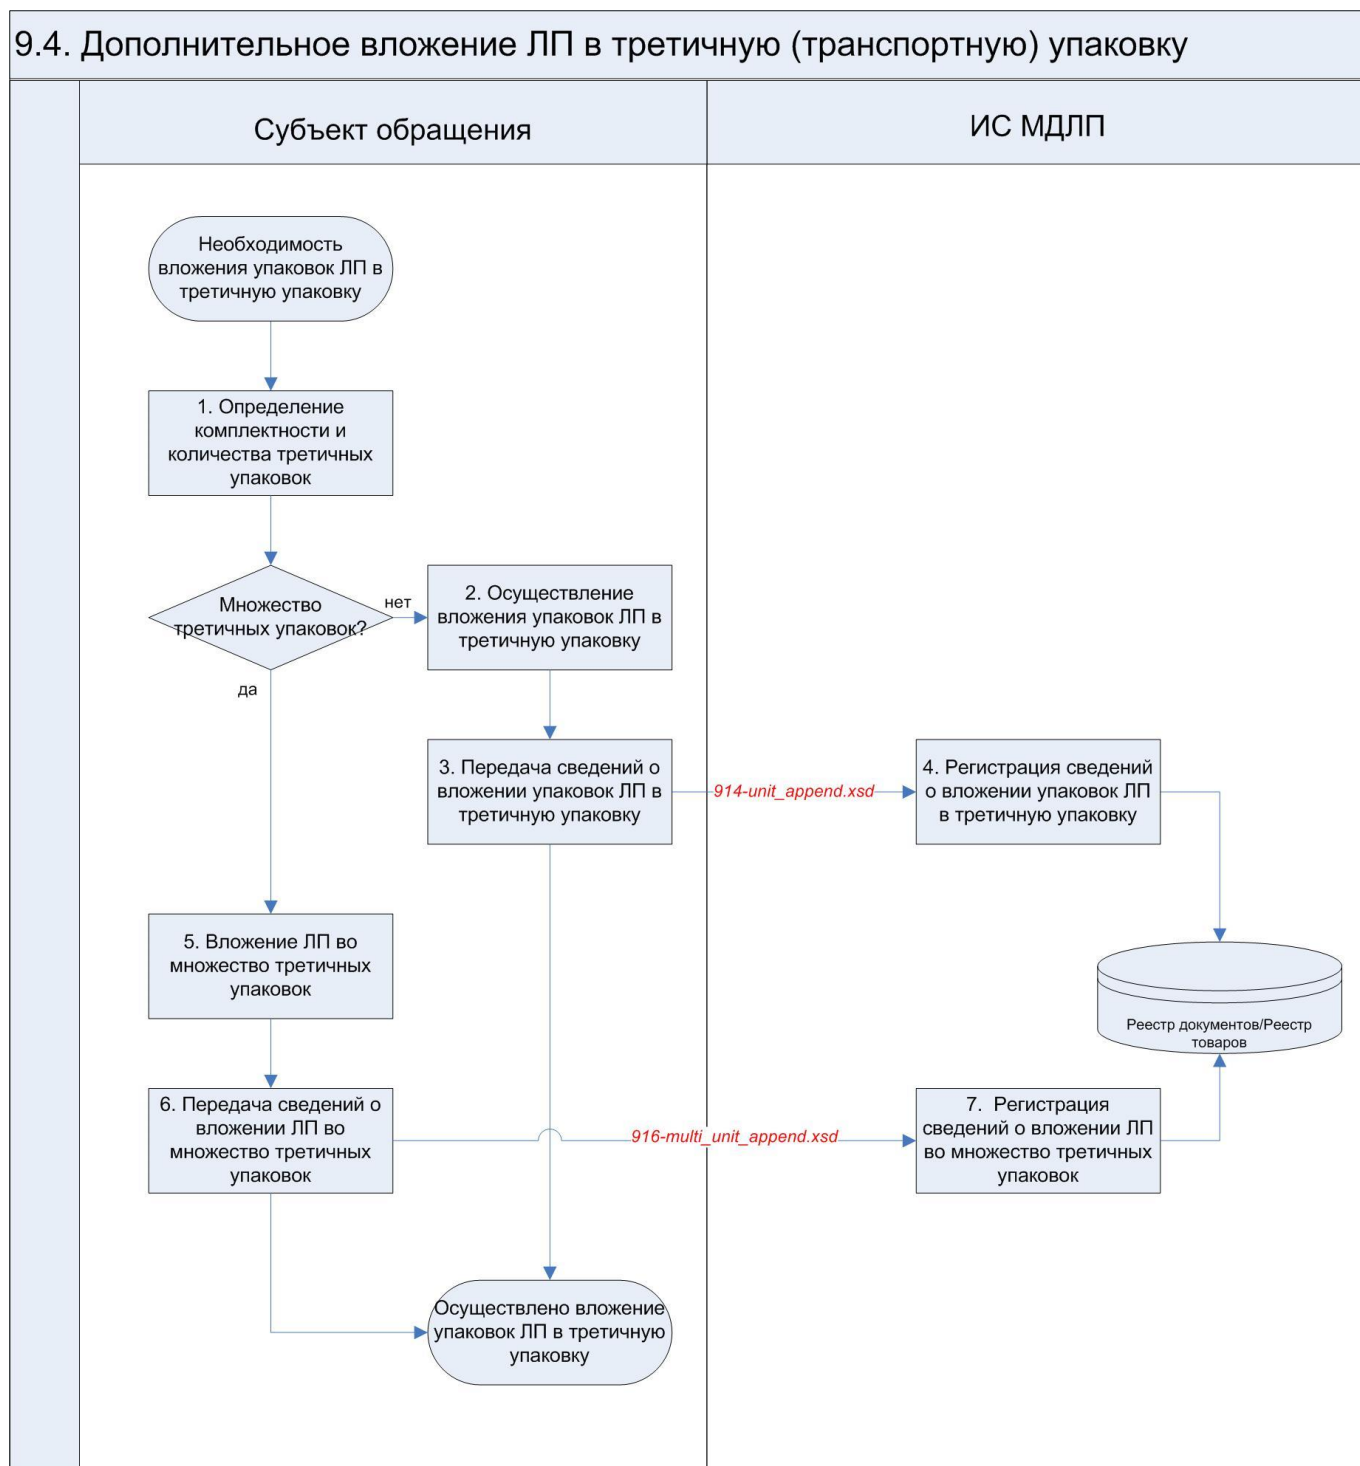 9.4. Дополнительное вложение ЛП в третичную (транспортную) упаковку
Субъект обращения
ИС МДЛП
Необходимость
вложения упаковок ЛП в
третичную упаковку
1. Определение
комплектности и
количества третичных
упаковок
Множество
третичных упаковок?
нет
да
2. Осуществление
вложения упаковок ЛП в
третичную упаковку
3. Передача сведений о
вложении упаковок ЛП в
третичную упаковку
914-unit_append.xsd
4. Регистрация сведений
о вложении упаковок ЛП
в третичную упаковку
5. Вложение ЛП во
множество третичных
упаковок
Реестр документов/Реестр
товаров
6. Передача сведений о
вложении ЛП во
множество третичных
упаковок
916-multi_unit_append.xsd
7. Регистрация
сведений о вложении ЛП
во множество третичных
упаковок
Осуществлено вложение
упаковок ЛП в третичную
упаковку